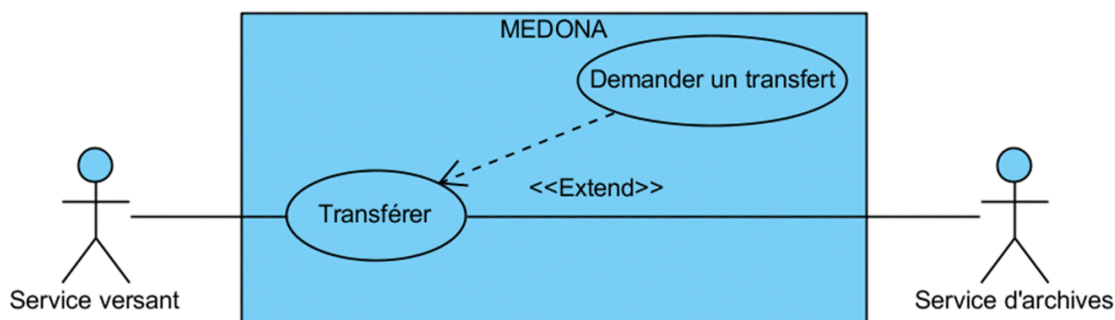 MEDONA
Demander un transfert
<<Extend>>
Transférer
Service versant
Service d'archives